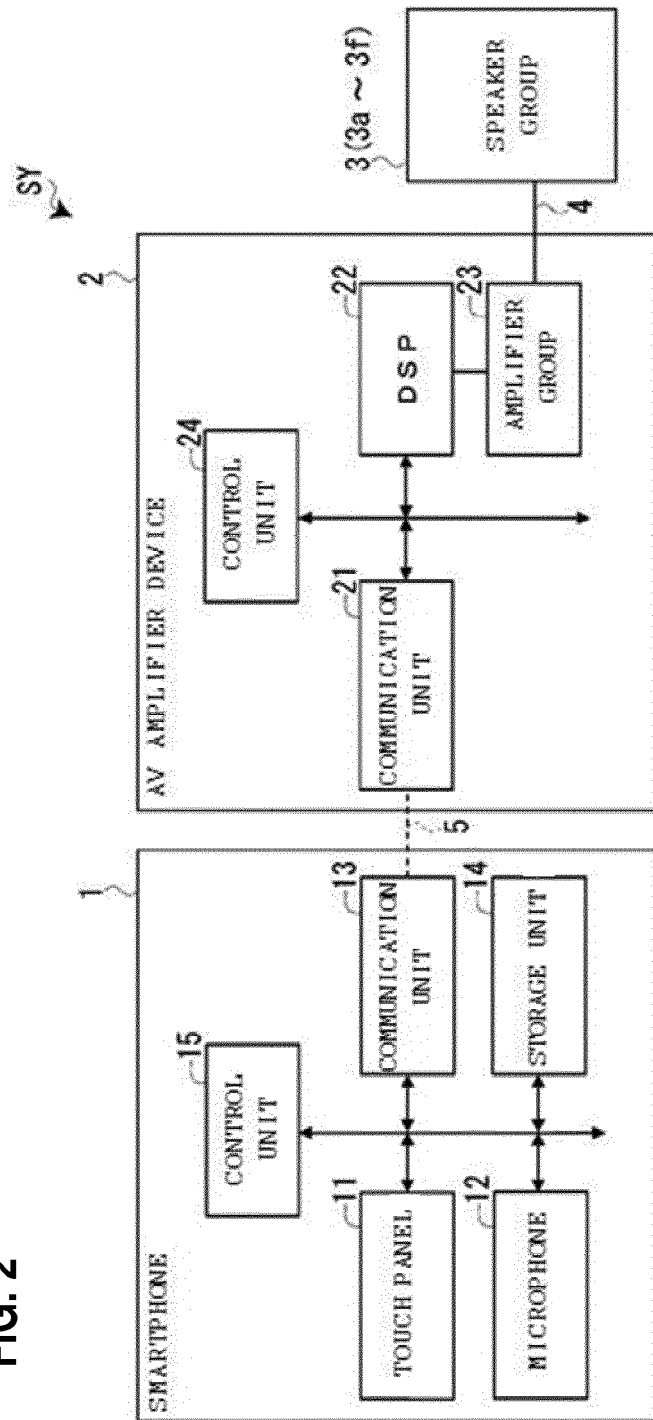 FIG. 2
SY
1
SMARTPHONE
15
CONTROL
UNIT
11
TOUCH PANEL
13
COMMUNICATION
UNIT
12
MICROPHONE
14
STORAGE UNIT
5
2
AV AMPLIFIER DEVICE
24
CONTROL
UNIT
21
COMMUNICATION
UNIT
22
DSP
23
AMPLIFIER
GROUP
4
3 (3a ~ 3f)
SPEAKER
GROUP